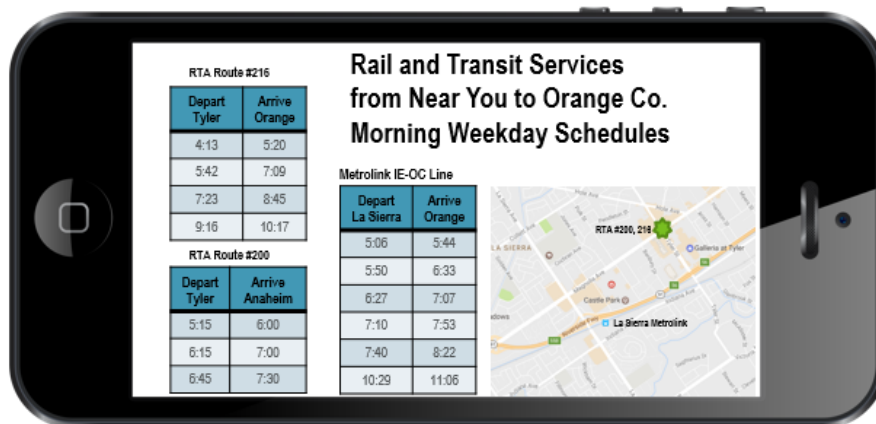 RTA Route #216
Depart Tyler Arrive Orange
4:13 5:20
5:42 7:09
7:23 8:45
9:16 10:17
RTA Route #200
Depart Tyler Arrive Anaheim
5:15 6:00
6:15 7:00
6:45 7:30
Rail and Transit Services
from Near You to Orange Co.
Morning Weekday Schedules
Metrolink IE-OC Line
Depart La Sierra Arrive Orange
5:06 5:44
5:50 6:33
6:27 7:07
7:10 7:53
7:40 8:22
10:29 11:06
RTA #200, 216
LA SIERRA
Galleria at Tyler
Magnolia Ave
Castle Park
La Sierra Metrolink